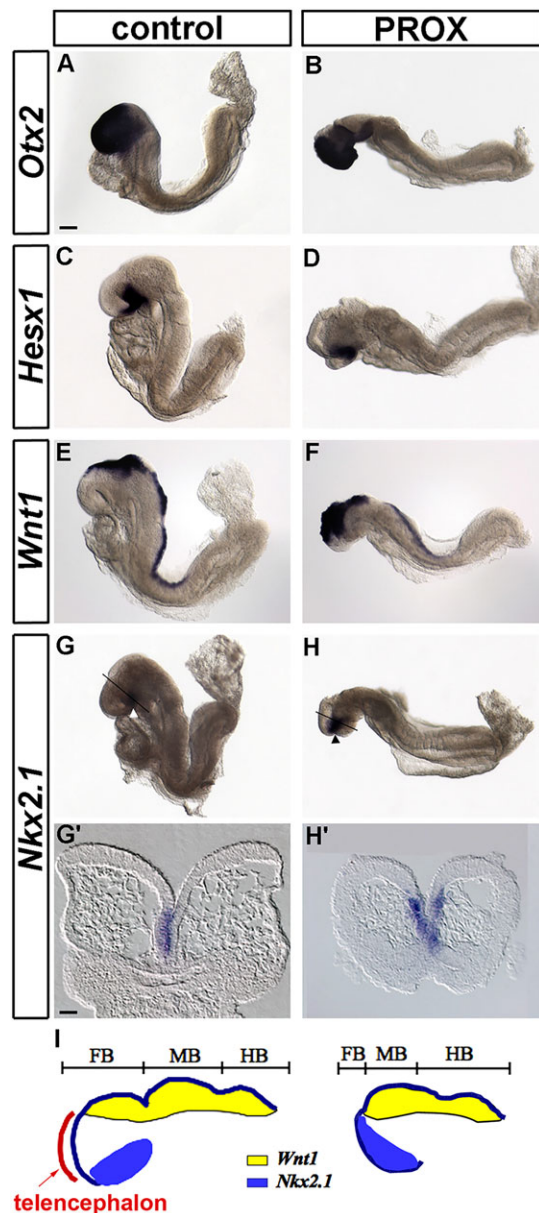 control PROX
Otx2
A B
Hesx1
C D
Wnt1
E F
Nkx2.1
G H
G' H'
I
FB MB HB FB MB HB
Wnt1
Nkx2.1
telencephalon